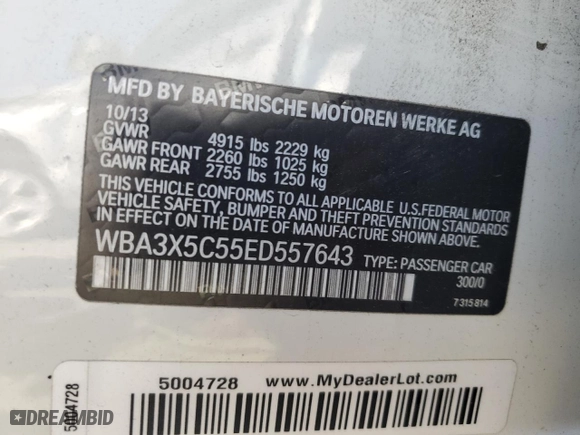 MFD BY BAYERISCHE MOTOREN WERKE AG
10/13
GVWR 4915 lbs 2229 kg
GAWR FRONT 2260 lbs 1025 kg
GAWR REAR 2755 lbs 1250 kg
THIS VEHICLE CONFORMS TO ALL APPLICABLE U.S.FEDERAL MOTOR
VEHICLE SAFETY, BUMPER AND THEFT PREVENTION STANDARDS IN
EFFECT ON THE DATE OF MANUFACTURE SHOWN ABOVE.
WBA3X5C55ED557643 TYPE: PASSENGER CAR
300/0
7315814
5004728 www.MyDealerLot.com
5004728
DREAMBID